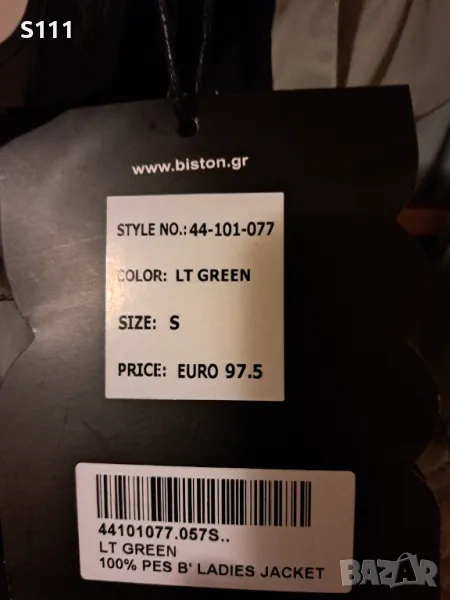 S111
www.biston.gr
STYLE NO.: 44-101-077
COLOR: LT GREEN
SIZE: S
PRICE: EURO 97.5
44101077.057S..
LT GREEN
100% PES B' LADIES JACKET
BAZAR